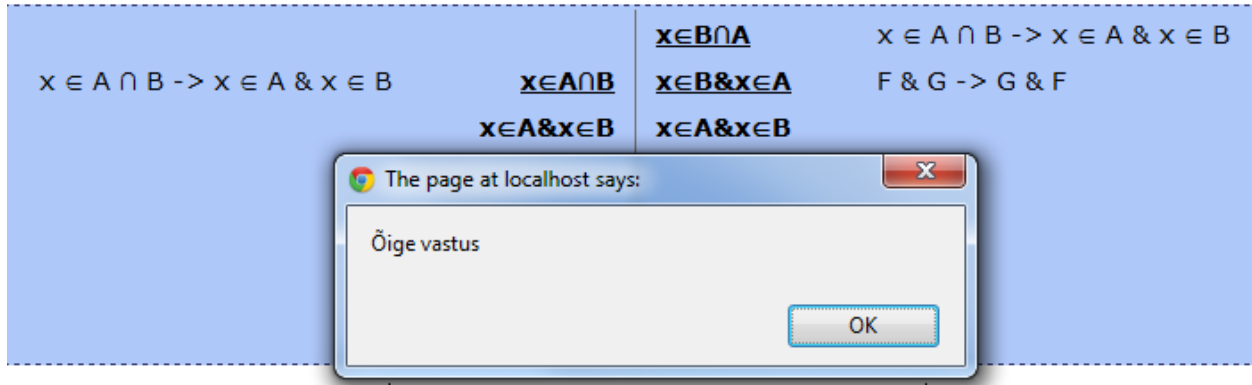 x∈B∩A x ∈ A ∩ B -> x ∈ A & x ∈ B
x ∈ A ∩ B -> x ∈ A & x ∈ B x∈A∩B x∈B&x∈A F & G -> G & F
x∈A&x∈B x∈A&x∈B
The page at localhost says:
Õige vastus
OK